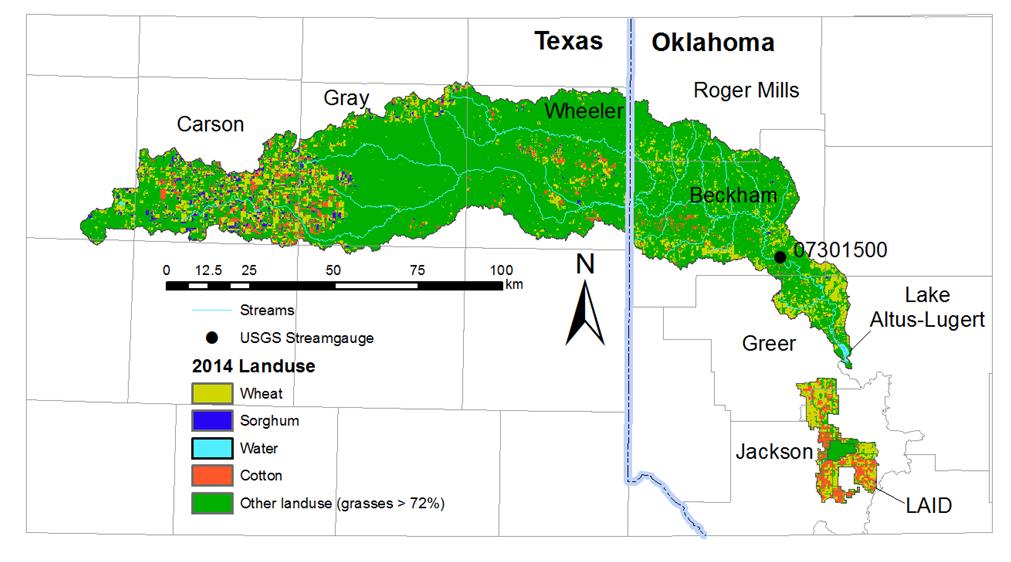 Texas
Oklahoma
Gray
Wheeler
Roger Mills
Carson
Beckham
07301500
0 12.5 25 50 75 100
km
N
Lake
Altus-Lugert
Streams
USGS Streamgauge
Greer
2014 Landuse
Wheat
Sorghum
Water
Jackson
Cotton
Other landuse (grasses > 72%)
LAID